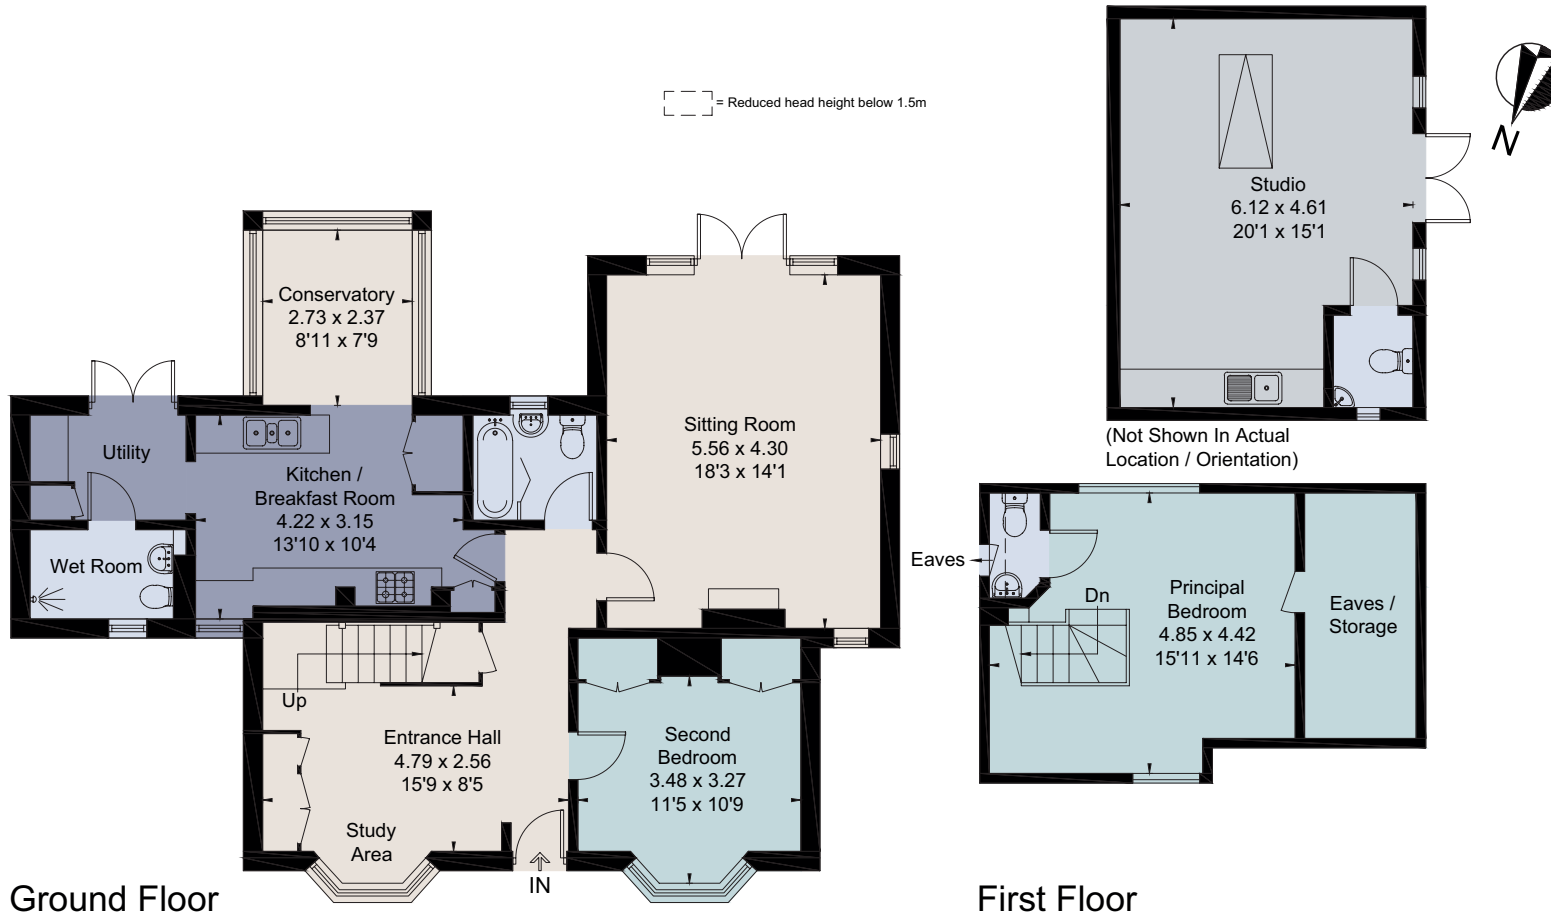 = Reduced head height below 1.5m
N
Studio
6.12 x 4.61
20'1 x 15'1
(Not Shown In Actual
Location / Orientation)
Conservatory
2.73 x 2.37
8'11 x 7'9
Utility
Kitchen /
Breakfast Room
4.22 x 3.15
13'10 x 10'4
Wet Room
Sitting Room
5.56 x 4.30
18'3 x 14'1
Up
Entrance Hall
4.79 x 2.56
15'9 x 8'5
Study
Area
IN
Second
Bedroom
3.48 x 3.27
11'5 x 10'9
Ground Floor
Eaves
Dn
Principal
Bedroom
4.85 x 4.42
15'11 x 14'6
Eaves /
Storage
First Floor